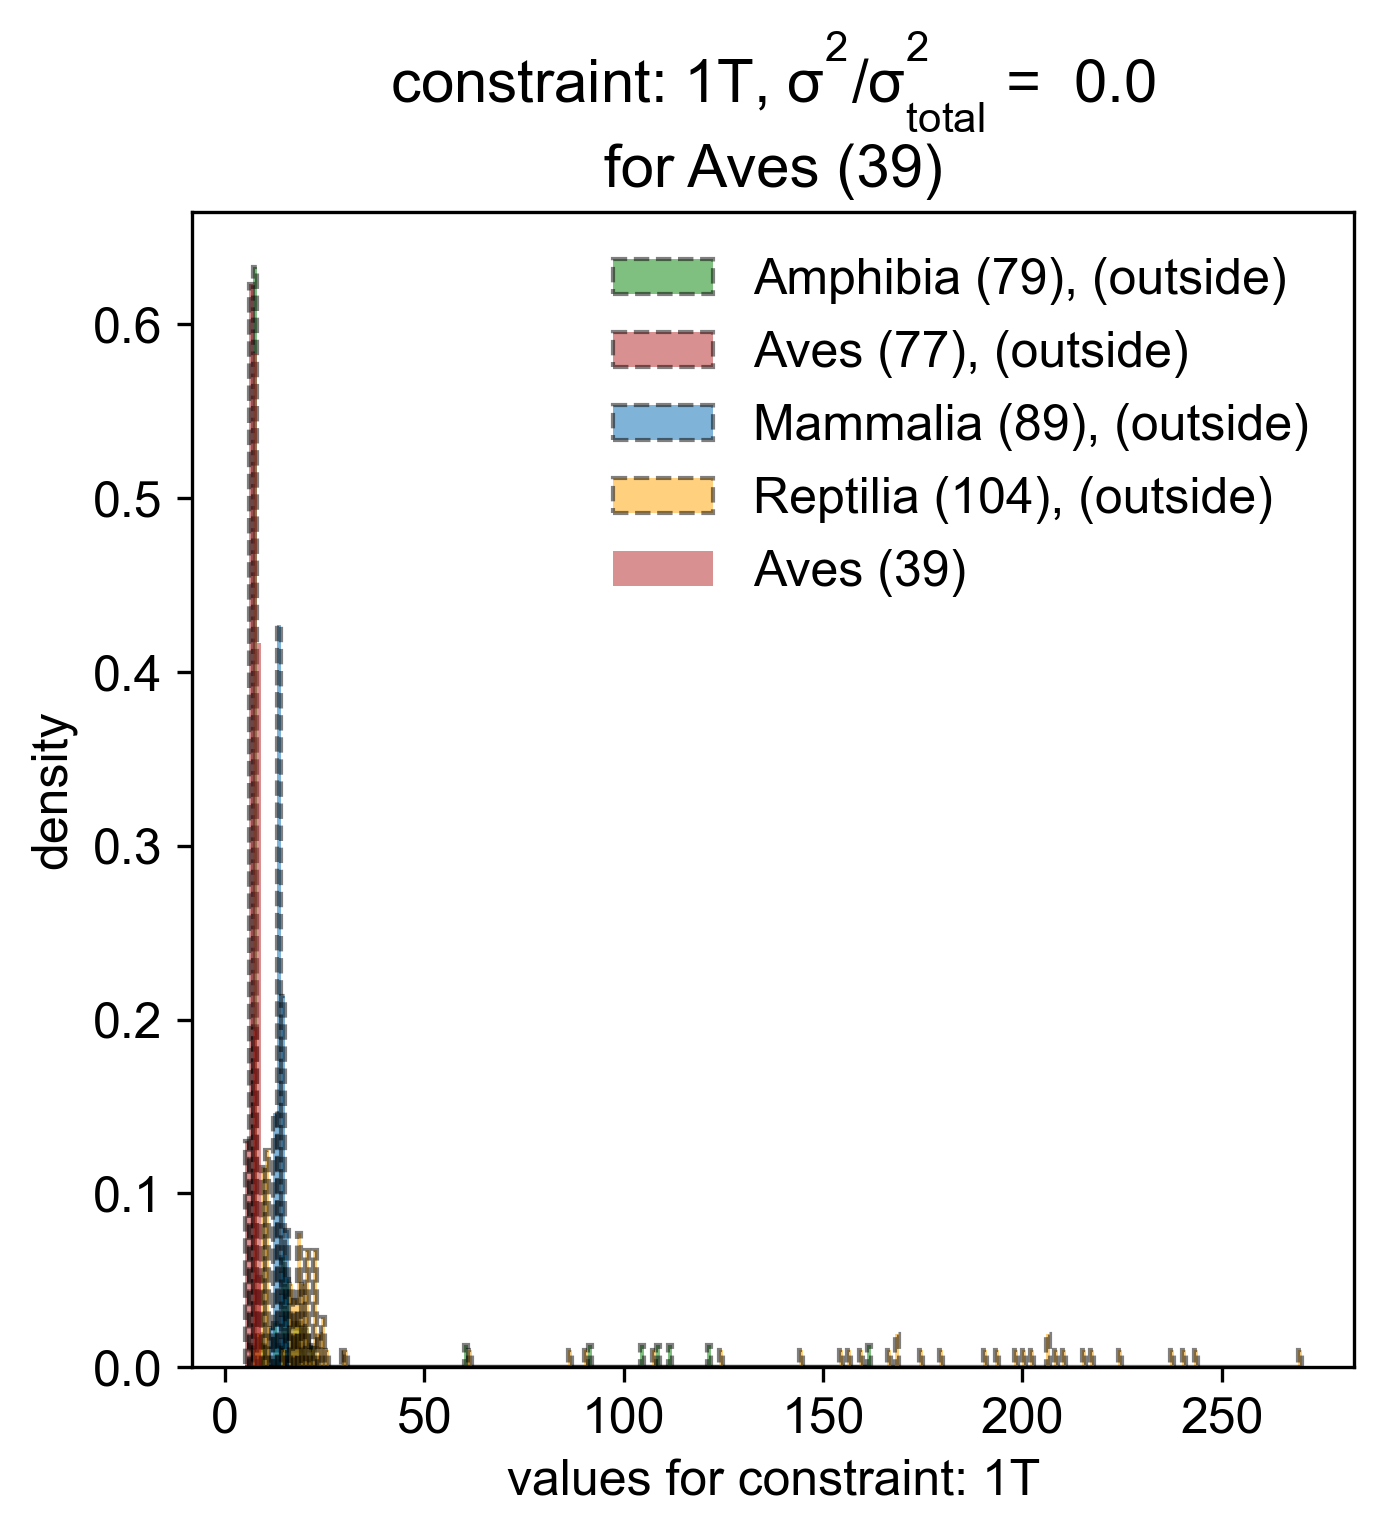 constraint: 1T, σ²/σ²total = 0.0
for Aves (39)
Amphibia (79), (outside)
Aves (77), (outside)
Mammalia (89), (outside)
Reptilia (104), (outside)
Aves (39)
density
0.6
0.5
0.4
0.3
0.2
0.1
0.0
0 50 100 150 200 250
values for constraint: 1T